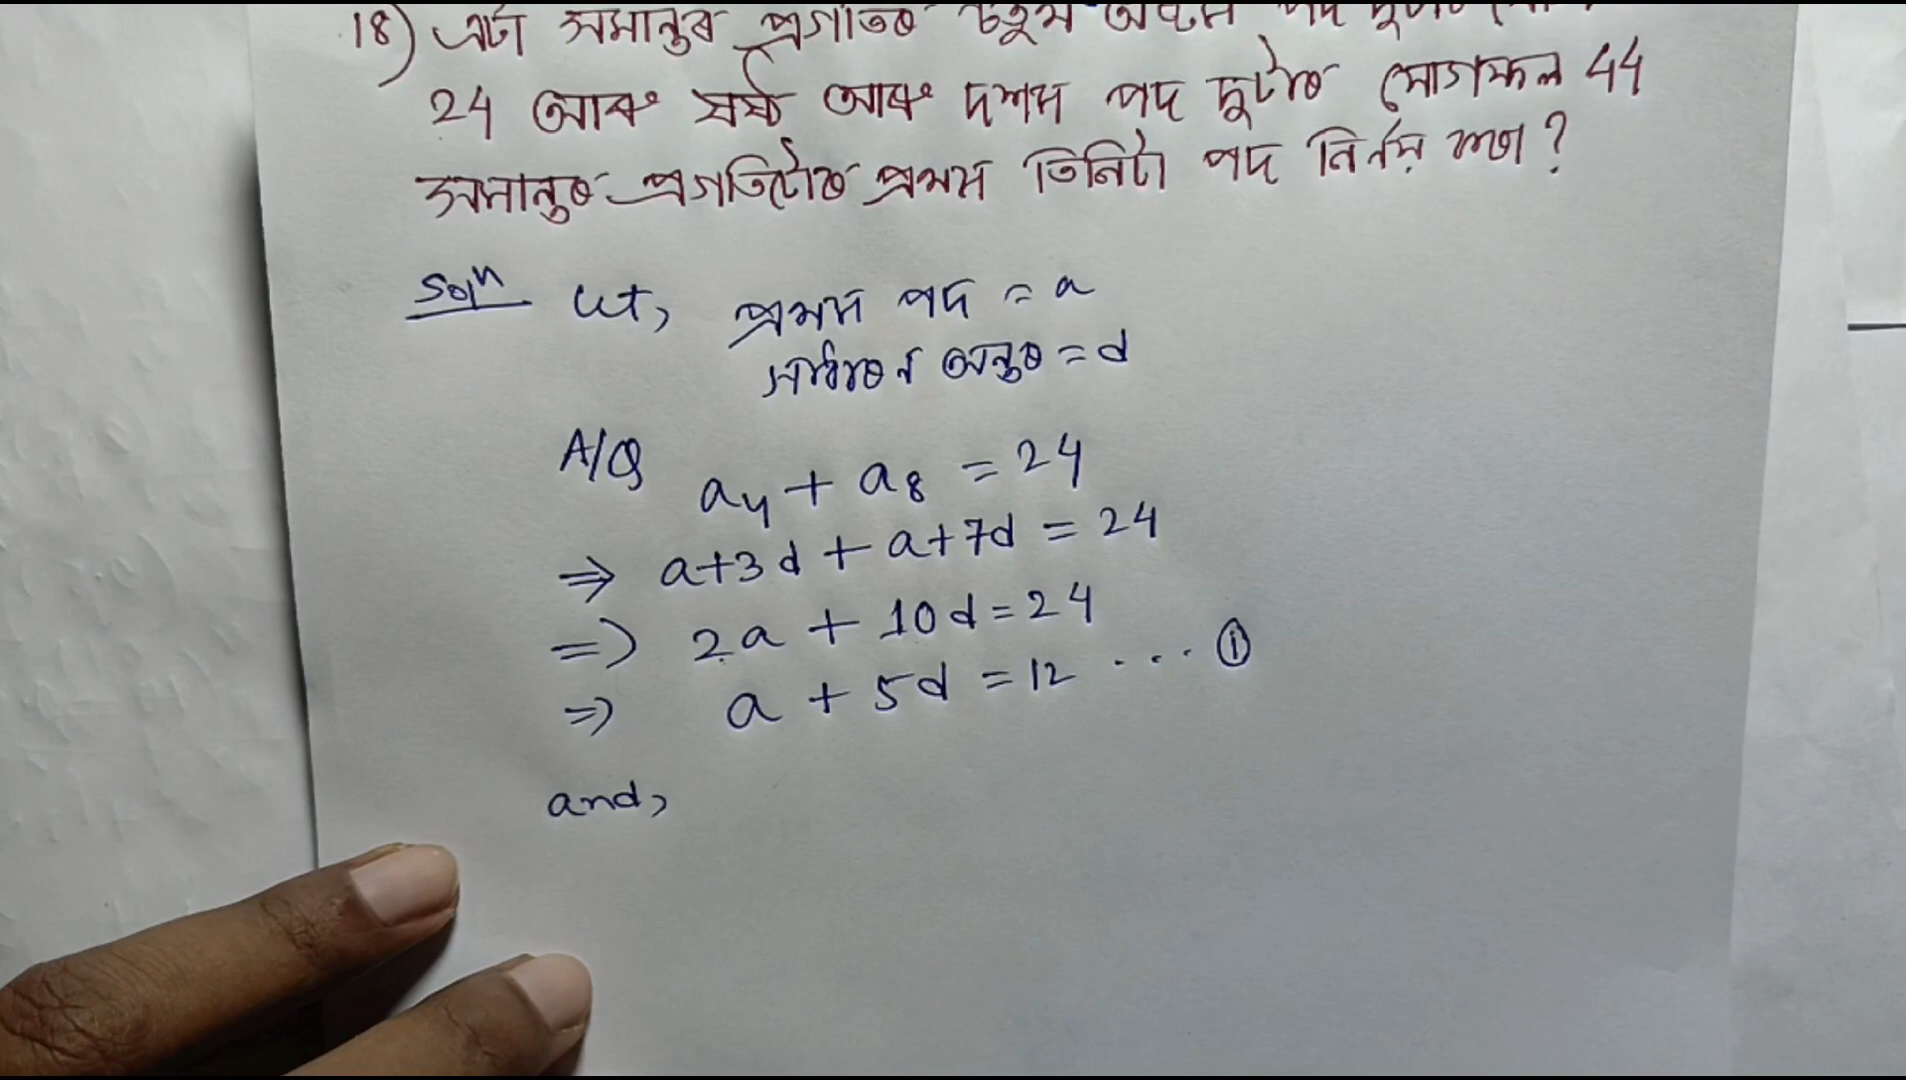 18) এটা সমান্তৰ প্ৰগতিৰ চতুৰ্থ অষ্টম পদ দুটাৰ
24 আৰু ষষ্ঠ আৰু দশম পদ দুটাৰ যোগফল 44
সমান্তৰ প্ৰগতিটোৰ প্ৰথম তিনিটা পদ নিৰ্নয় কৰা?
Solⁿ Let, প্ৰথম পদ = a
সাধাৰণ অন্তৰ = d
A/Q a₄ + a₈ = 24
⇒ a+3d + a+7d = 24
⇒ 2a + 10d = 24
⇒ a + 5d = 12 ... ①
and,